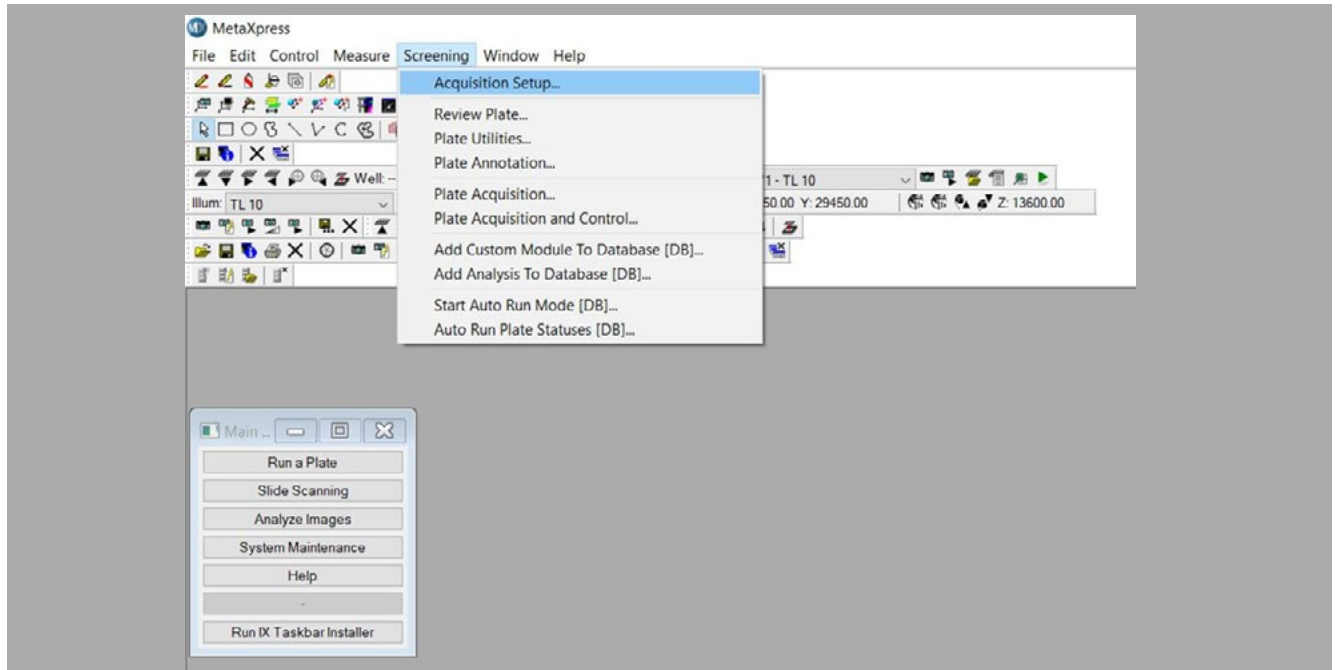 MetaXpress
File Edit Control Measure Screening Window Help
Acquisition Setup...
Review Plate...
Plate Utilities...
Plate Annotation...
Well: --
1 - TL 10
Plate Acquisition...
Illum: TL 10
50.00 Y: 29450.00
Z: 13600.00
Plate Acquisition and Control...
Add Custom Module To Database [DB]...
Add Analysis To Database [DB]...
Start Auto Run Mode [DB]...
Auto Run Plate Statuses [DB]...
Main ...
Run a Plate
Slide Scanning
Analyze Images
System Maintenance
Help
-
Run IX Taskbar Installer